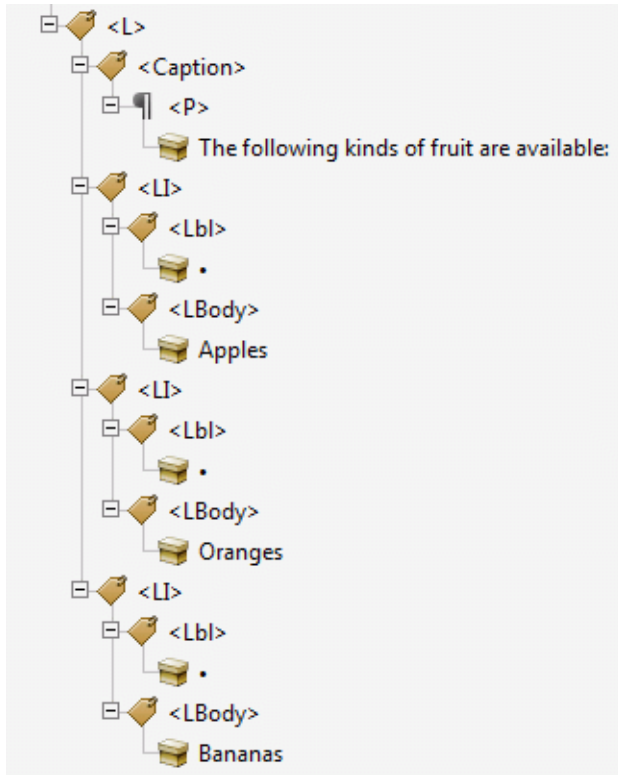 <L>
<Caption>
<P>
The following kinds of fruit are available:
<LI>
<Lbl>
•
<LBody>
Apples
<LI>
<Lbl>
•
<LBody>
Oranges
<LI>
<Lbl>
•
<LBody>
Bananas